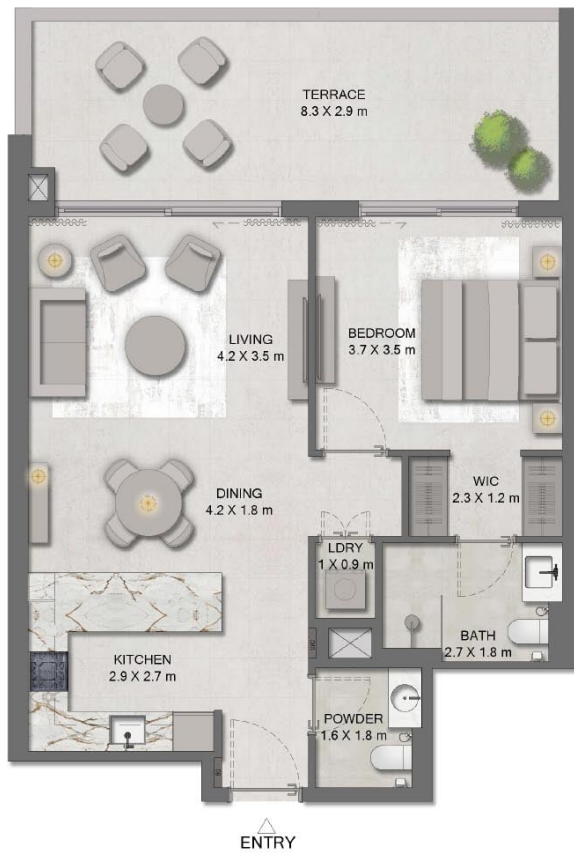 TERRACE
8.3 X 2.9 m
LIVING
4.2 X 3.5 m
BEDROOM
3.7 X 3.5 m
DINING
4.2 X 1.8 m
WIC
2.3 X 1.2 m
LDRY
1 X 0.9 m
BATH
2.7 X 1.8 m
KITCHEN
2.9 X 2.7 m
POWDER
1.6 X 1.8 m
ENTRY